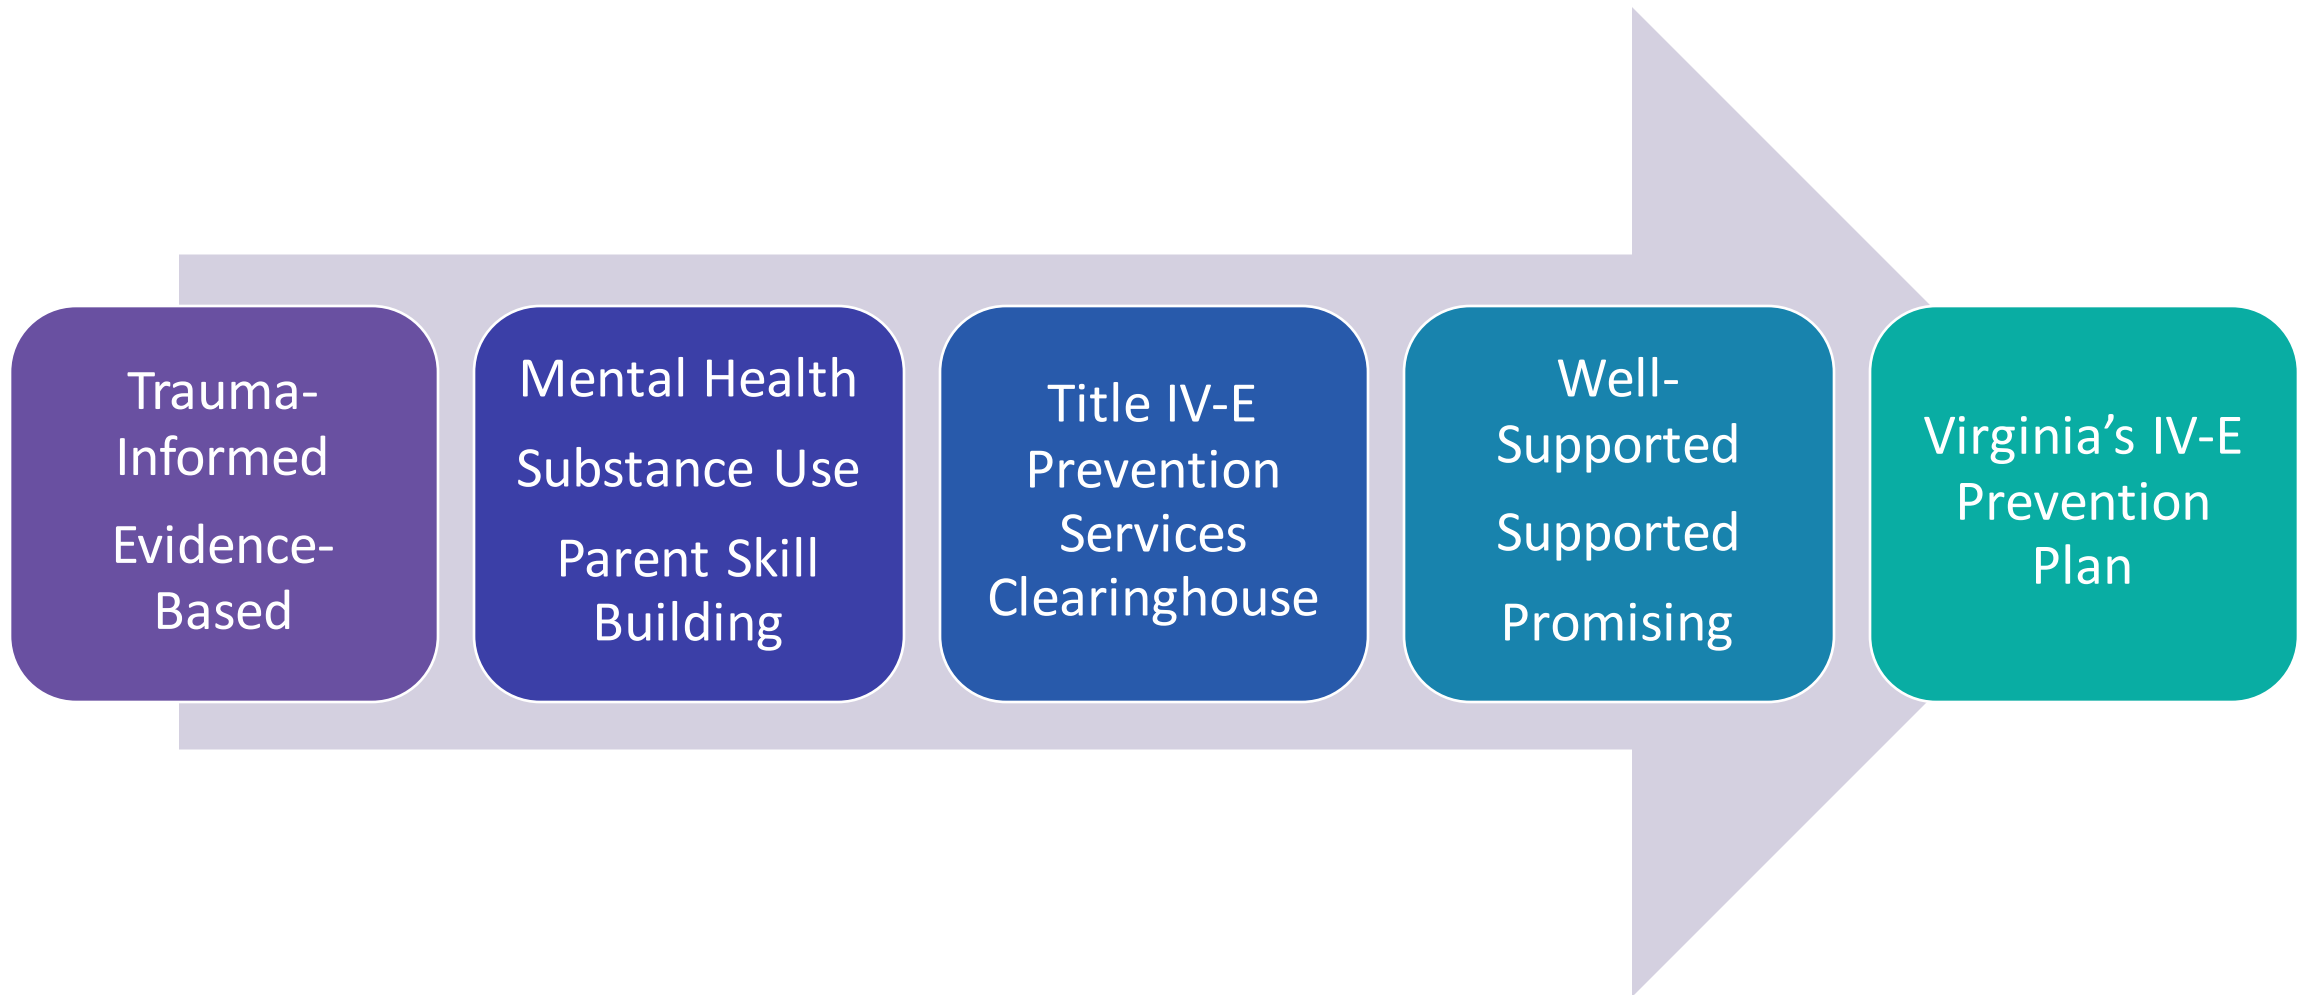 Trauma-
Informed
Evidence-
Based
Mental Health
Substance Use
Parent Skill
Building
Title IV-E
Prevention
Services
Clearinghouse
Well-
Supported
Supported
Promising
Virginia’s IV-E
Prevention
Plan